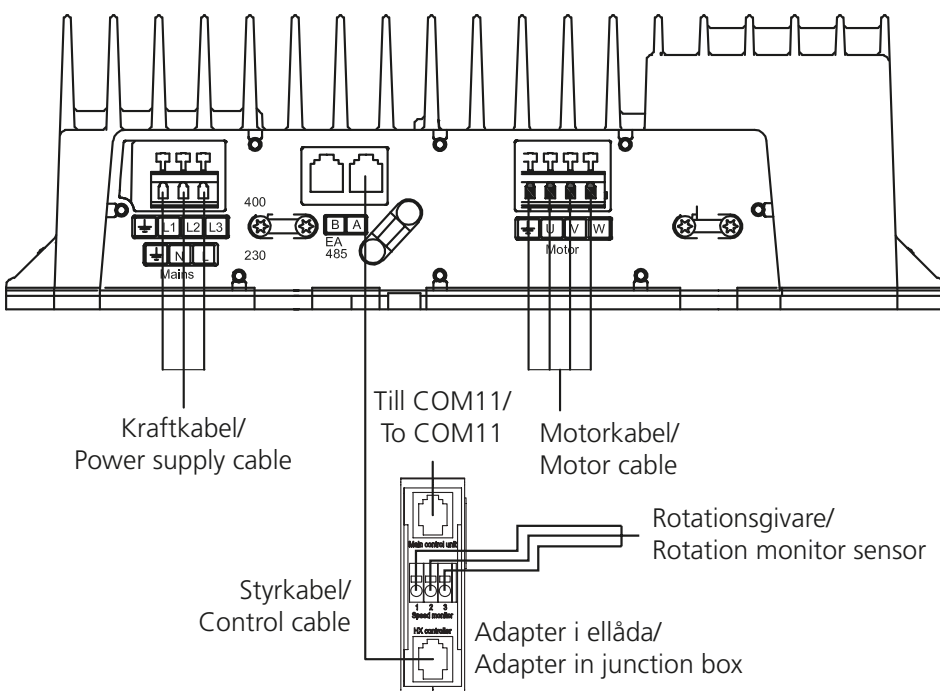 400
L1 L2 L3
B A
U V W
EA
485
Motor
N L
230
Mains
Kraftkabel/
Power supply cable
Till COM11/
To COM11
Motorkabel/
Motor cable
Main control unit
Rotationsgivare/
Rotation monitor sensor
1 2 3
Speed monitor
HX controller
Styrkabel/
Control cable
Adapter i ellåda/
Adapter in junction box